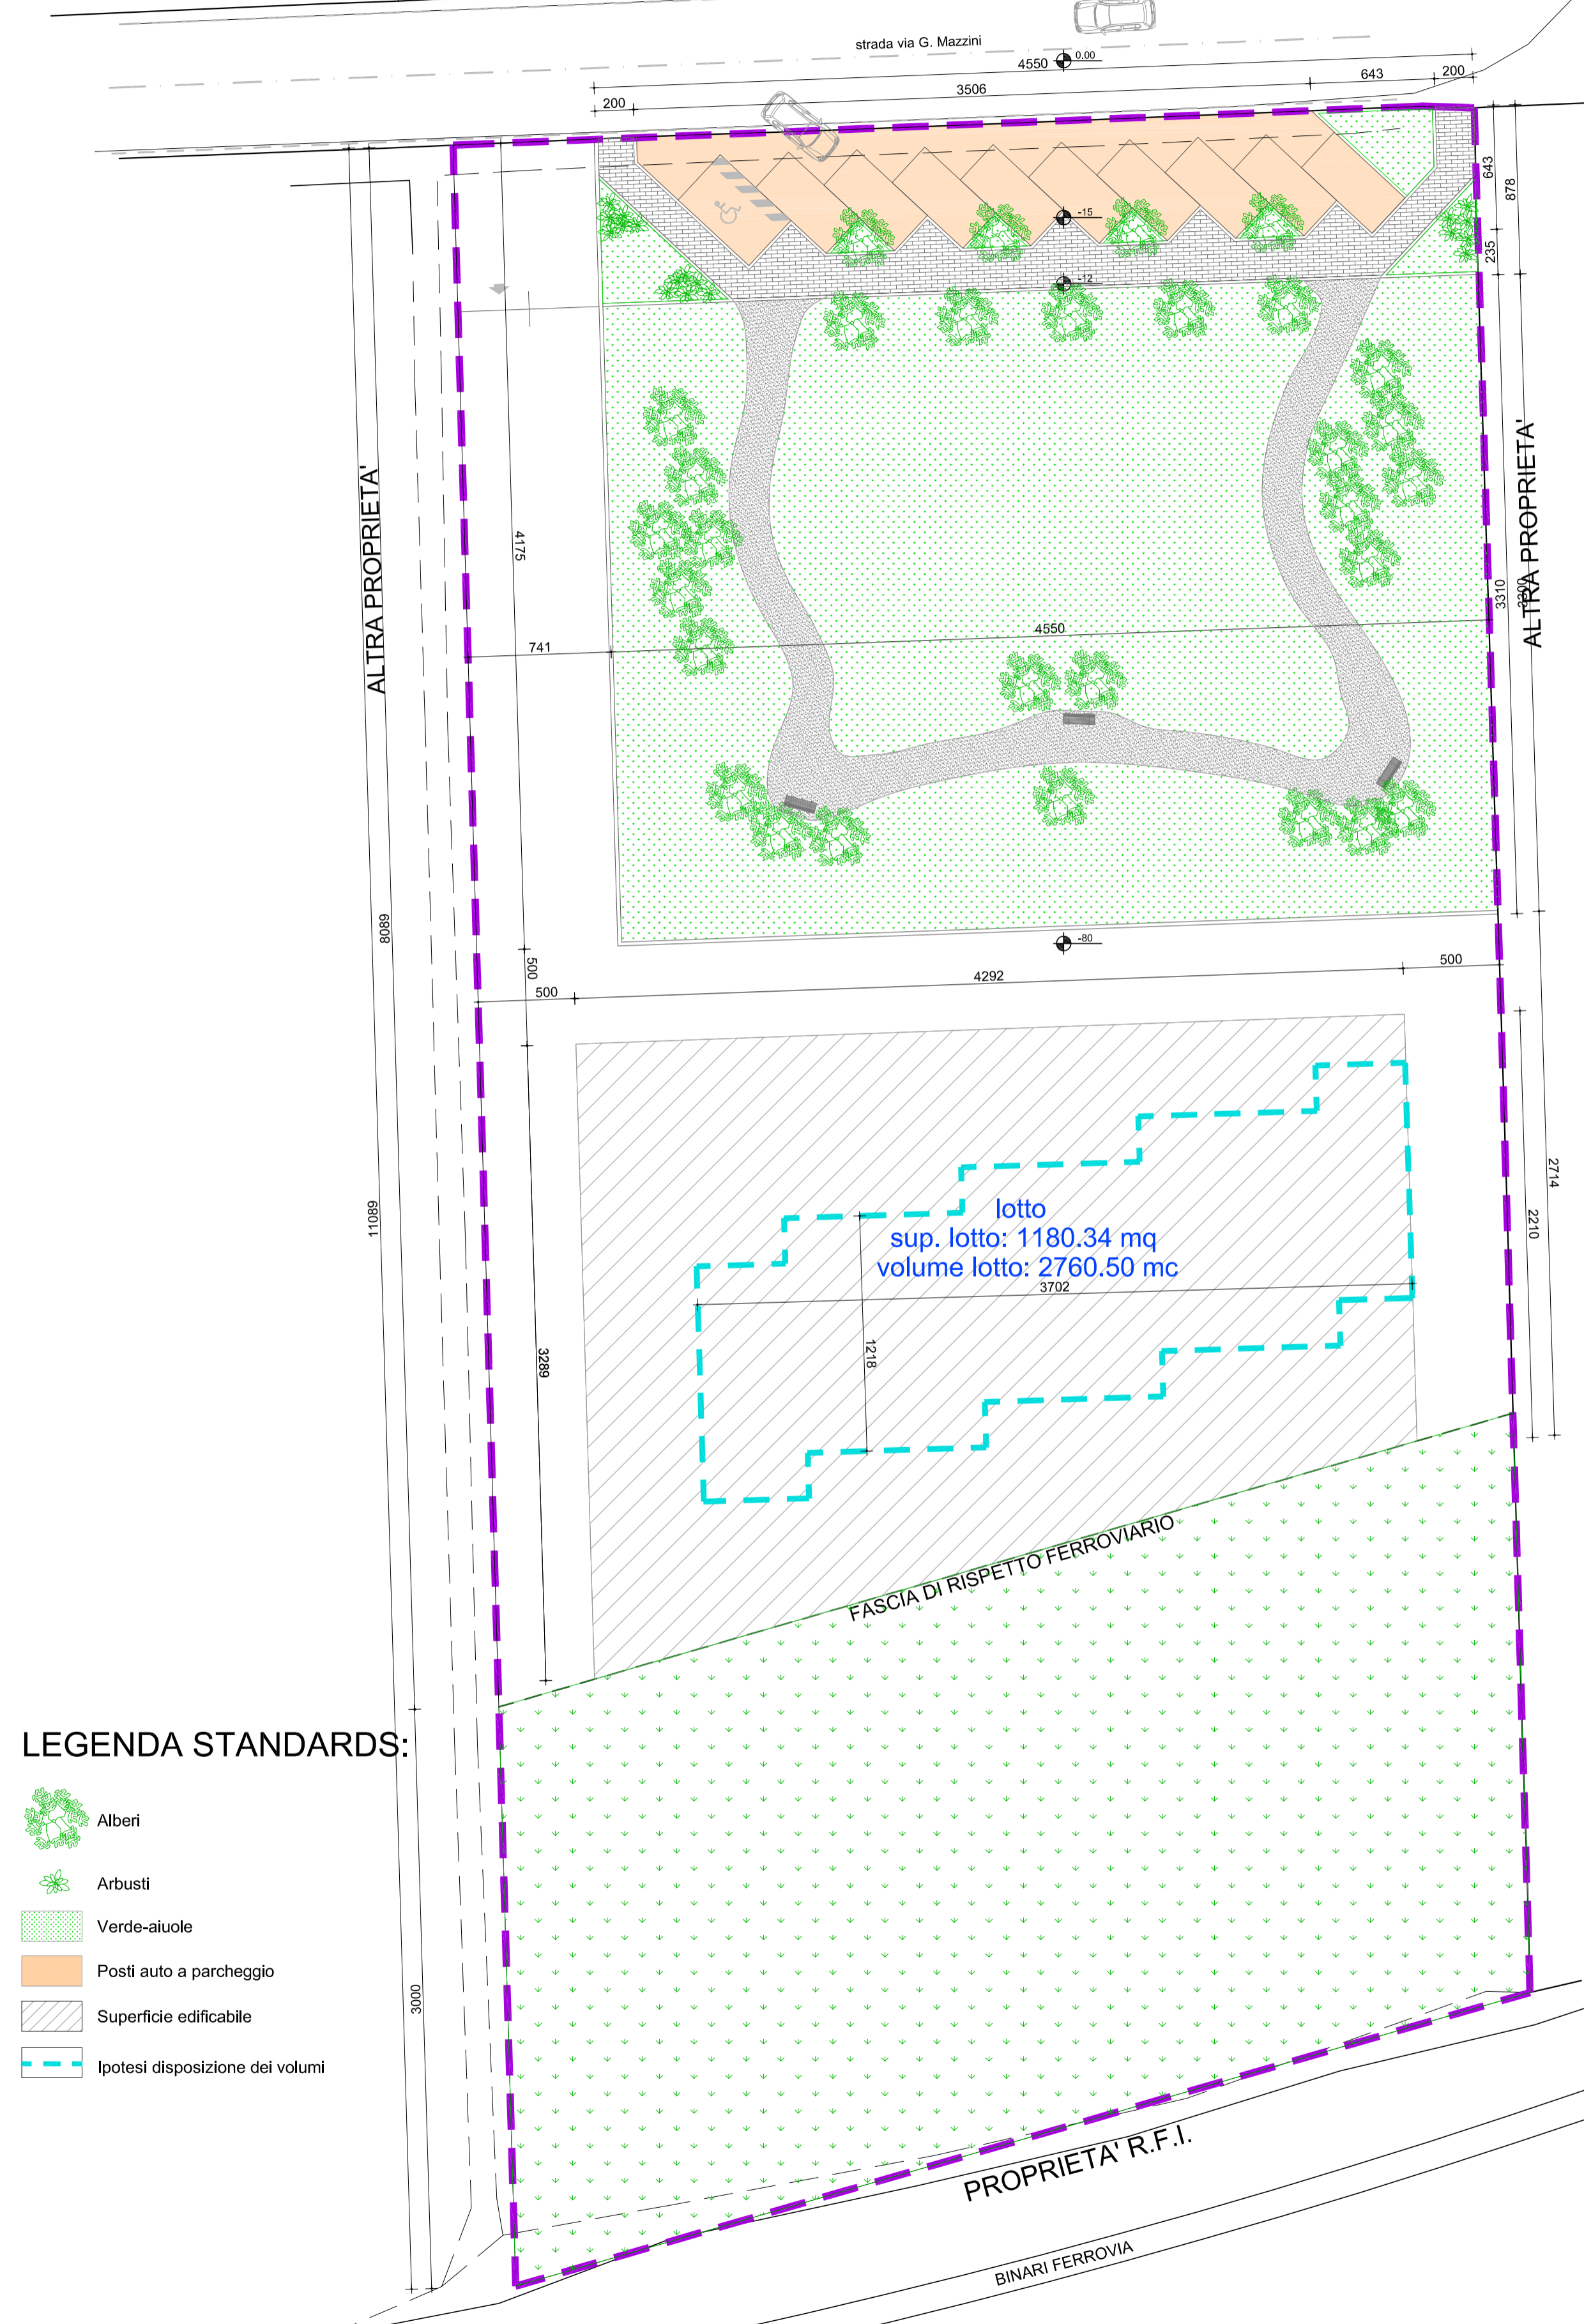 strada via G. Mazzini
0.00
4550
643
200
3506
200
643
878
-15
235
-12
ALTRA PROPRIETA'
ALTRA PROPRIETA'
4175
3310
4550
741
8089
-80
500
500
4292
500
11089
2714
2210
lotto
sup. lotto: 1180.34 mq
volume lotto: 2760.50 mc
3702
1218
3289
FASCIA DI RISPETTO FERROVIARIO
LEGENDA STANDARDS:
Alberi
Arbusti
Verde-aiuole
Posti auto a parcheggio
Superficie edificabile
Ipotesi disposizione dei volumi
3000
PROPRIETA' R.F.I.
BINARI FERROVIA